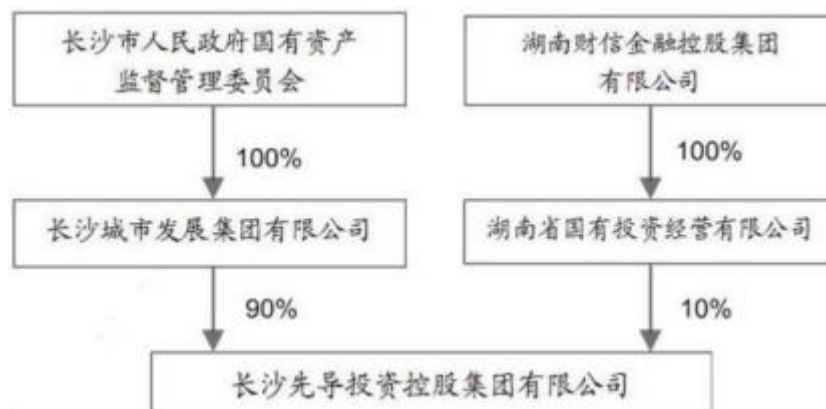 长沙市人民政府国有资产
监督管理委员会
湖南财信金融控股集团
有限公司
100%
100%
长沙城市发展集团有限公司
湖南省国有投资经营有限公司
90%
10%
长沙先导投资控股集团有限公司